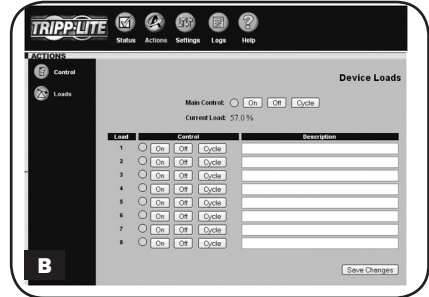 TRIPP·LITE
Status Actions Settings Logs Help
ACTIONS
Control
Loads
Device Loads
Main Control: On Off Cycle
Current Load: 57.0 %
Load Control Description
1 On Off Cycle
2 On Off Cycle
3 On Off Cycle
4 On Off Cycle
5 On Off Cycle
6 On Off Cycle
7 On Off Cycle
8 On Off Cycle
Save Changes
B